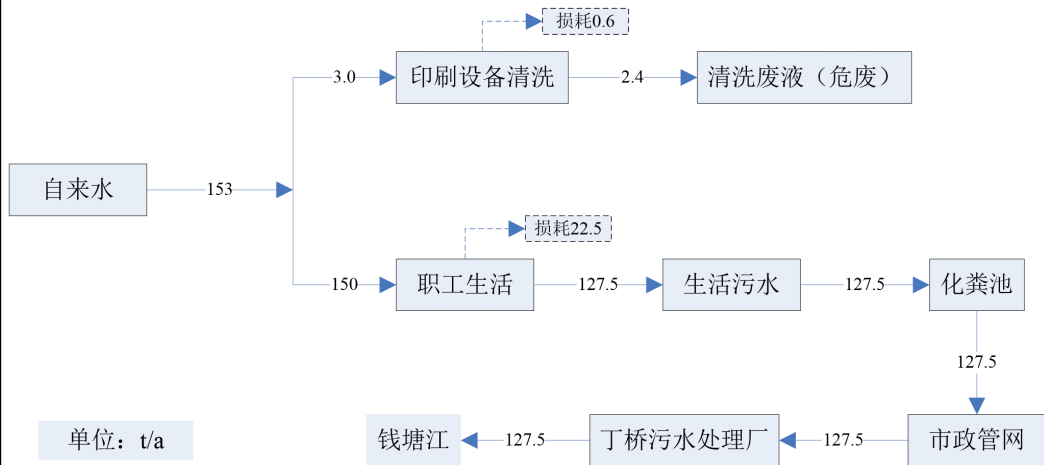 损耗0.6
3.0
印刷设备清洗
2.4
清洗废液（危废）
自来水
153
损耗22.5
150
职工生活
127.5
生活污水
127.5
化粪池
127.5
单位：t/a
钱塘江
127.5
丁桥污水处理厂
127.5
市政管网